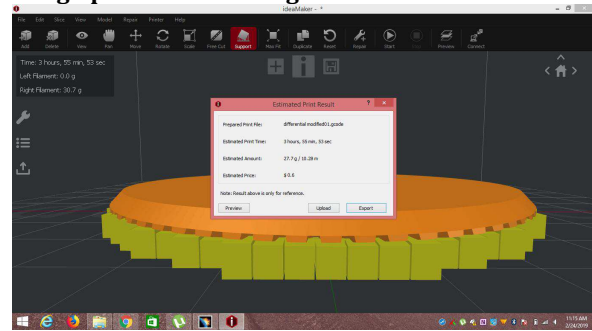 ideaMaker - *
File Edit Slice View Model Repair Printer Help
Add Delete View Pan Move Rotate Scale Free Cut Support Max Fit Duplicate Reset Repair Start Preview Connect
Time: 3 hours, 55 min, 53 sec
Left Filament: 0.0 g
Right Filament: 30.7 g
Estimated Print Result
Prepared Print File: differential modified01.gcode
Estimated Print Time: 3 hours, 55 min, 53 sec
Estimated Amount: 27.7 g / 10.28 m
Estimated Price: $ 0.6
Note: Result above is only for reference.
Preview Upload Export
11:15 AM
2/24/2019